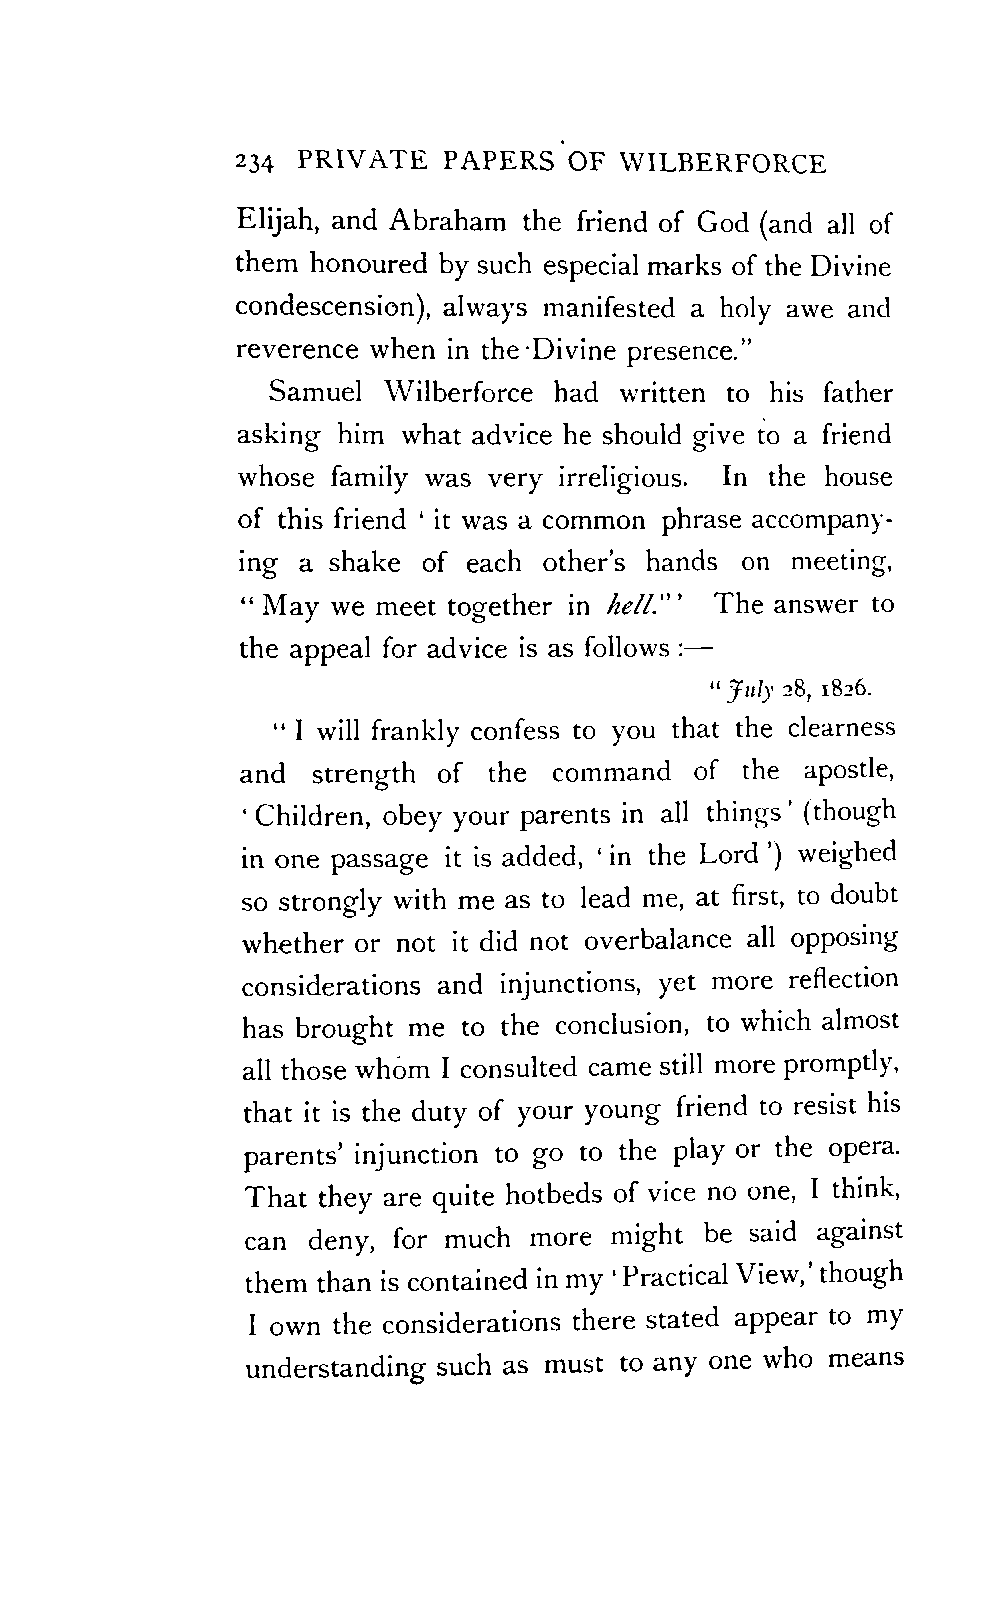 234 PRIVATE PAPERS OF WILBERFORCE
Elijah, and Abraham the friend of God (and all of
them honoured by such especial marks of the Divine
condescension), always manifested a holy awe and
reverence when in the Divine presence."
Samuel Wilberforce had written to his father
asking him what advice he should give to a friend
whose family was very irreligious. In the house
of this friend ' it was a common phrase accompany-
ing a shake of each other's hands on meeting,
" May we meet together in hell." ' The answer to
the appeal for advice is as follows :—
" July 28, 1826.
" I will frankly confess to you that the clearness
and strength of the command of the apostle,
' Children, obey your parents in all things ' (though
in one passage it is added, ' in the Lord ') weighed
so strongly with me as to lead me, at first, to doubt
whether or not it did not overbalance all opposing
considerations and injunctions, yet more reflection
has brought me to the conclusion, to which almost
all those whom I consulted came still more promptly,
that it is the duty of your young friend to resist his
parents' injunction to go to the play or the opera.
That they are quite hotbeds of vice no one, I think,
can deny, for much more might be said against
them than is contained in my ' Practical View,' though
I own the considerations there stated appear to my
understanding such as must to any one who means